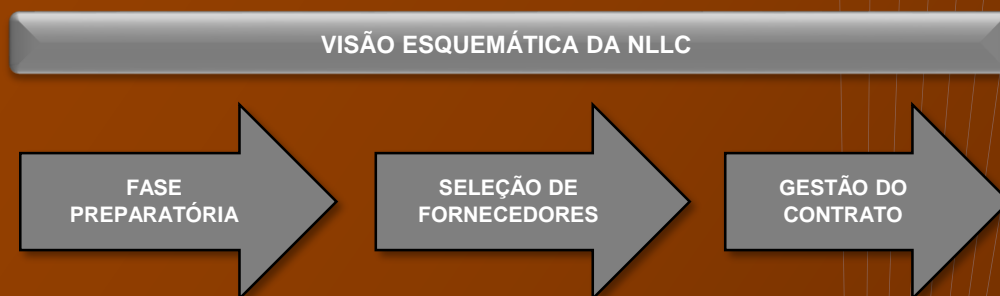 VISÃO ESQUEMÁTICA DA NLLC
FASE
PREPARATÓRIA
SELEÇÃO DE
FORNECEDORES
GESTÃO DO
CONTRATO